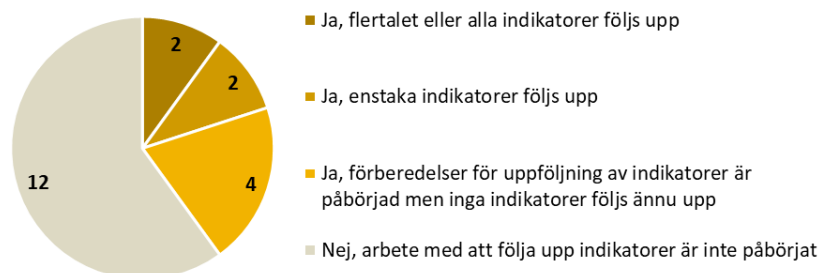 2
2
4
12
Ja, flertalet eller alla indikatorer följs upp
Ja, enstaka indikatorer följs upp
Ja, förberedelser för uppföljning av indikatorer är
påbörjad men inga indikatorer följs ännu upp
Nej, arbete med att följa upp indikatorer är inte påbörjat